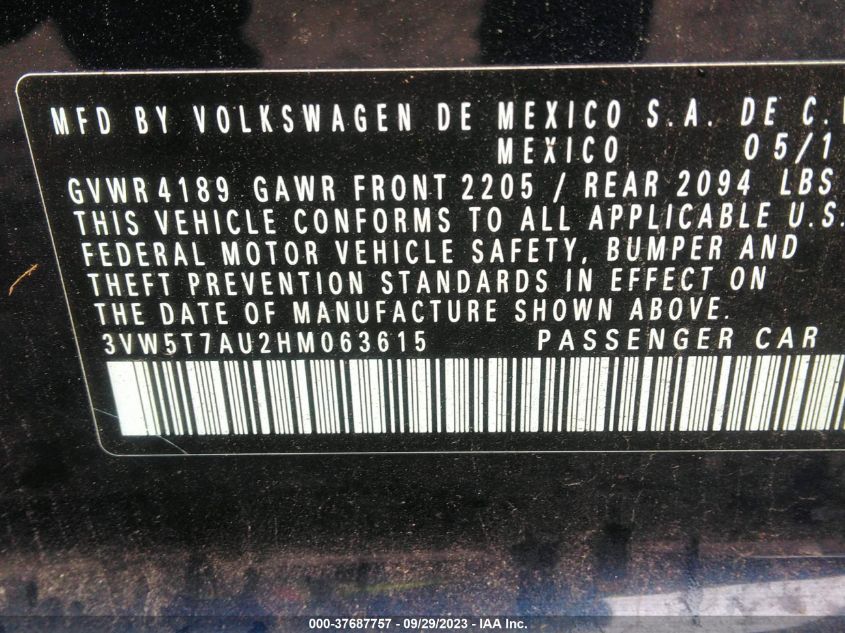 MFD BY VOLKSWAGEN DE MEXICO S.A. DE C.
MEXICO 05/1
GVWR 4189 GAWR FRONT 2205 / REAR 2094 LBS
THIS VEHICLE CONFORMS TO ALL APPLICABLE U.S.
FEDERAL MOTOR VEHICLE SAFETY, BUMPER AND
THEFT PREVENTION STANDARDS IN EFFECT ON
THE DATE OF MANUFACTURE SHOWN ABOVE.
3VW5T7AU2HM063615 PASSENGER CAR
000-37687757 - 09/29/2023 - IAA Inc.